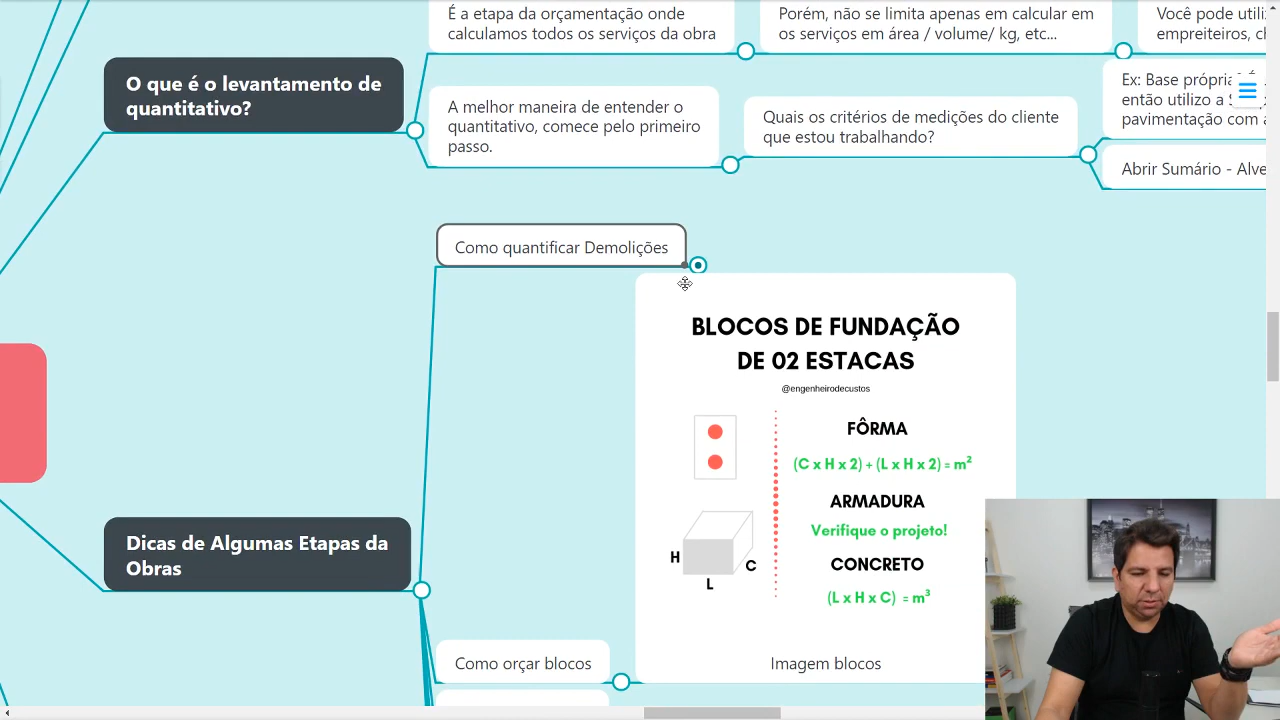 É a etapa da orçamentação onde
calculamos todos os serviços da obra
Porém, não se limita apenas em calcular em
os serviços em área / volume/ kg, etc...
Você pode
empreiteiros,
O que é o levantamento de
quantitativo?
A melhor maneira de entender o
quantitativo, comece pelo primeiro
passo.
Quais os critérios de medições do cliente
que estou trabalhando?
Ex: Base própria
então utilizo a
pavimentação com
Abrir Sumário -
Como quantificar Demolições
BLOCOS DE FUNDAÇÃO
DE 02 ESTACAS
@engenheirodecustos
FÔRMA
(C x H x 2) + (L x H x 2) = m²
ARMADURA
Verifique o projeto!
CONCRETO
(L x H x C) = m³
H
C
L
Dicas de Algumas Etapas da
Obras
Como orçar blocos
Imagem blocos